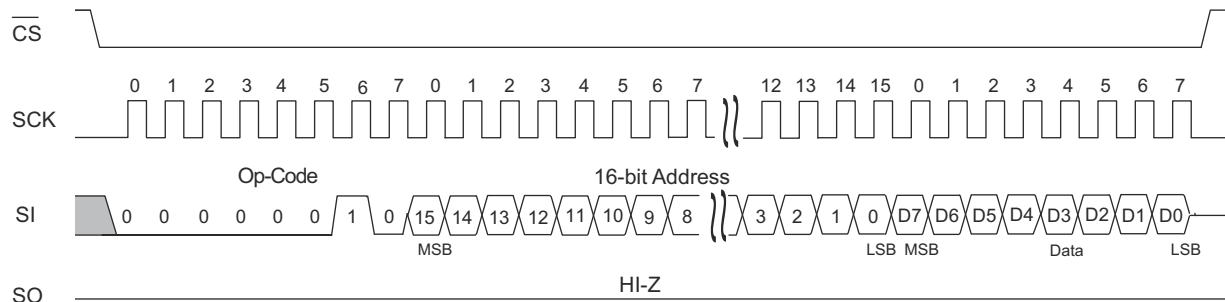 CS
0 1 2 3 4 5 6 7 0 1 2 3 4 5 6 7 12 13 14 15 0 1 2 3 4 5 6 7
SCK
Op-Code 16-bit Address
SI 0 0 0 0 0 0 1 0 15 14 13 12 11 10 9 8 3 2 1 0 D7 D6 D5 D4 D3 D2 D1 D0
MSB LSB MSB Data LSB
HI-Z
SO